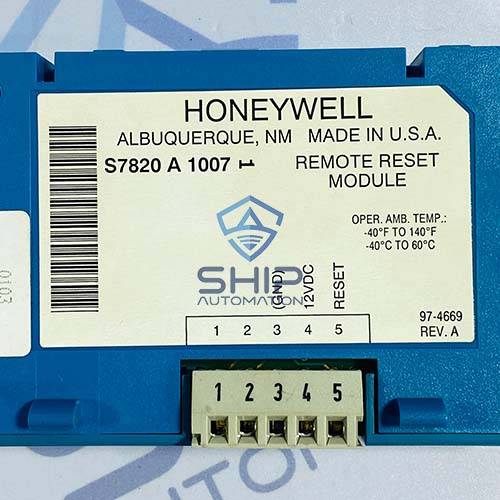 HONEYWELL
ALBUQUERQUE, NM MADE IN U.S.A.
S7820 A 1007 1 REMOTE RESET
MODULE
OPER. AMB. TEMP.:
-40°F TO 140°F
-40°C TO 60°C
SHIP
AUTOMATION
(GND)
12VDC
RESET
1 2 3 4 5
97-4669
REV. A
0103
1 2 3 4 5